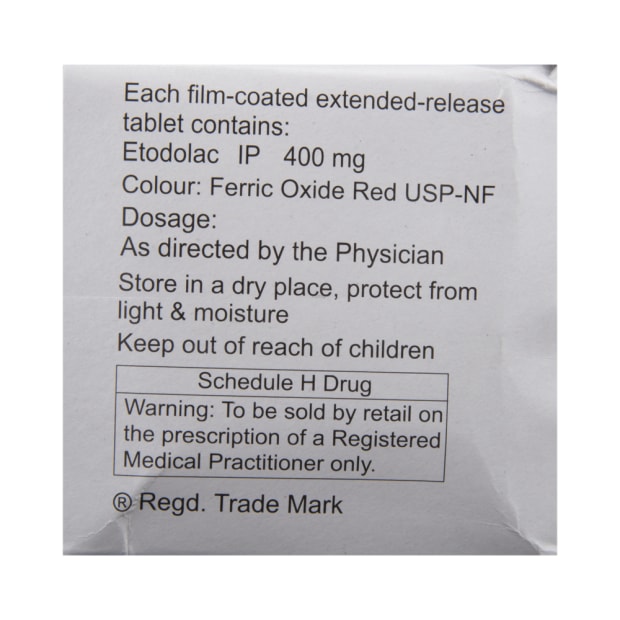 Each film-coated extended-release
tablet contains:
Etodolac IP 400 mg
Colour: Ferric Oxide Red USP-NF
Dosage:
As directed by the Physician
Store in a dry place, protect from
light & moisture
Keep out of reach of children
Schedule H Drug
Warning: To be sold by retail on
the prescription of a Registered
Medical Practitioner only.
® Regd. Trade Mark